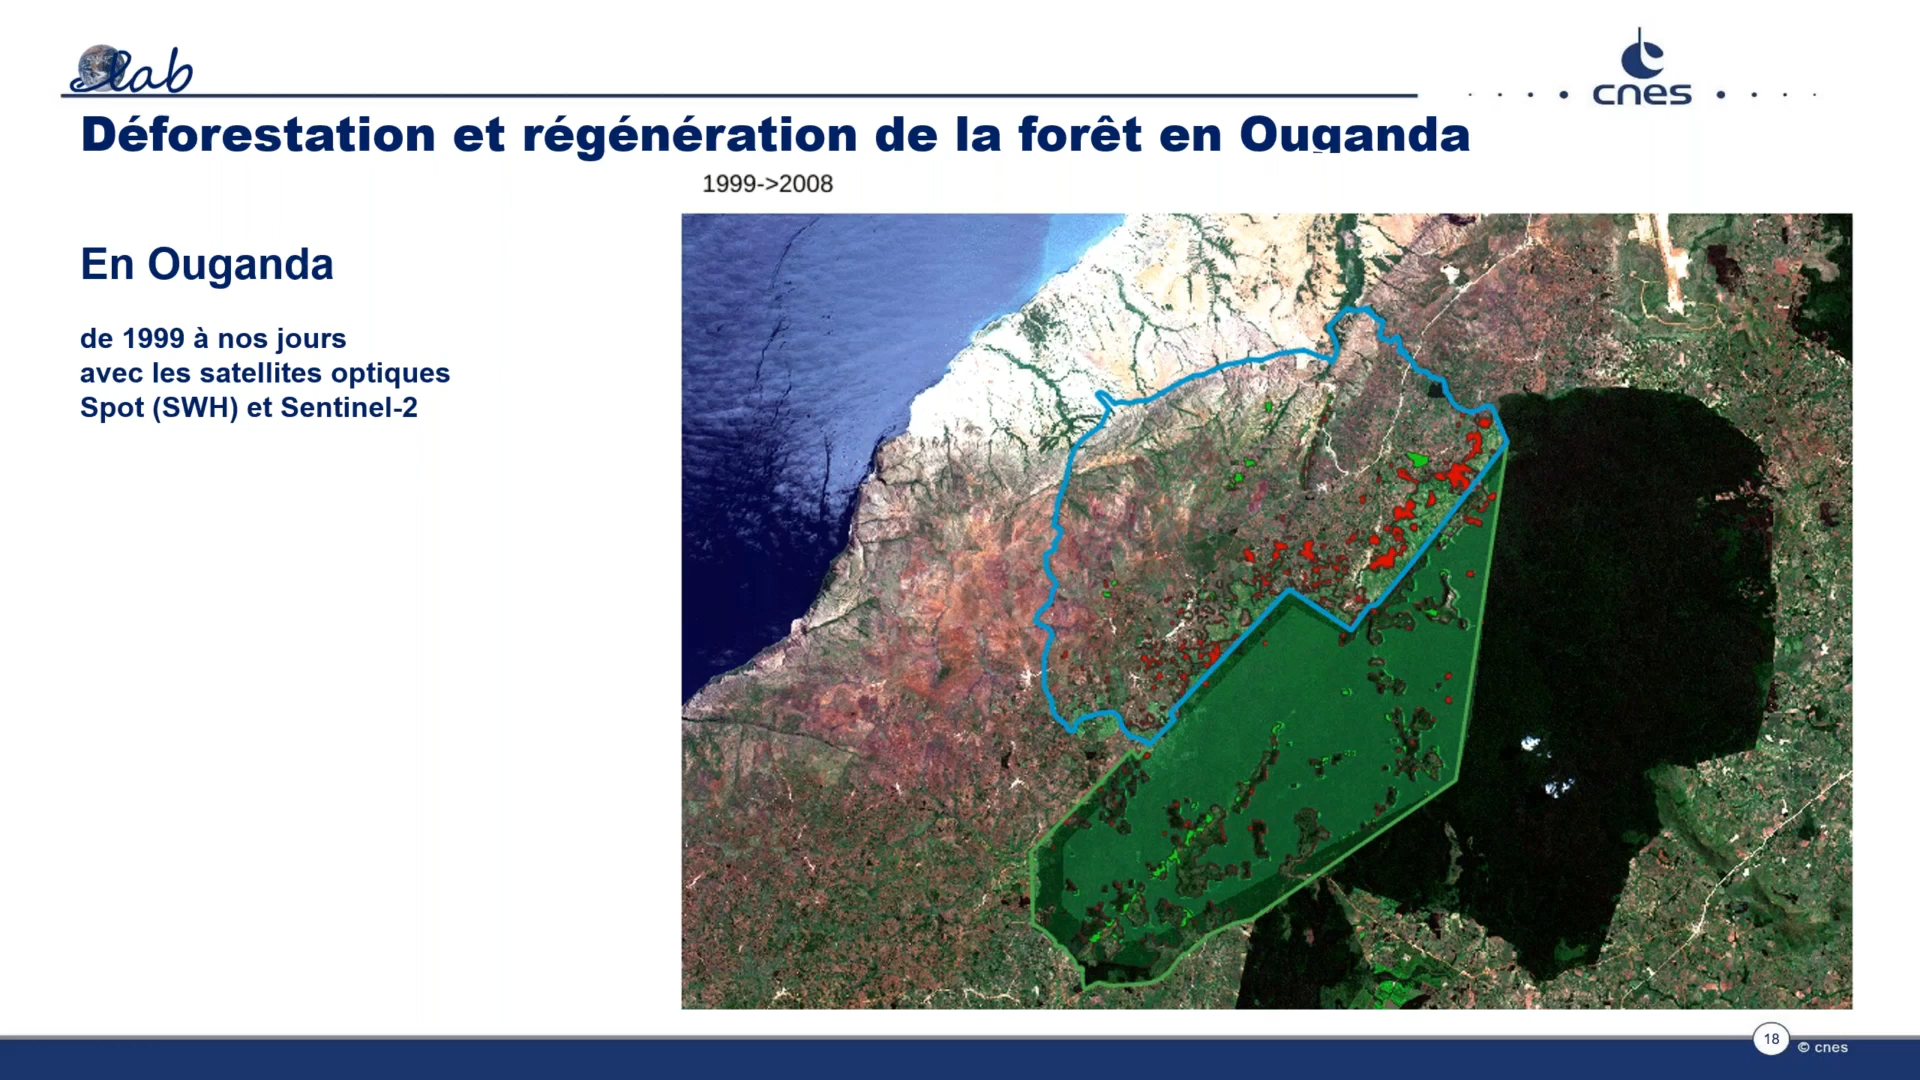 lab
cnes
Déforestation et régénération de la forêt en Ouganda
1999->2008
En Ouganda
de 1999 à nos jours
avec les satellites optiques
Spot (SWH) et Sentinel-2
18
© cnes